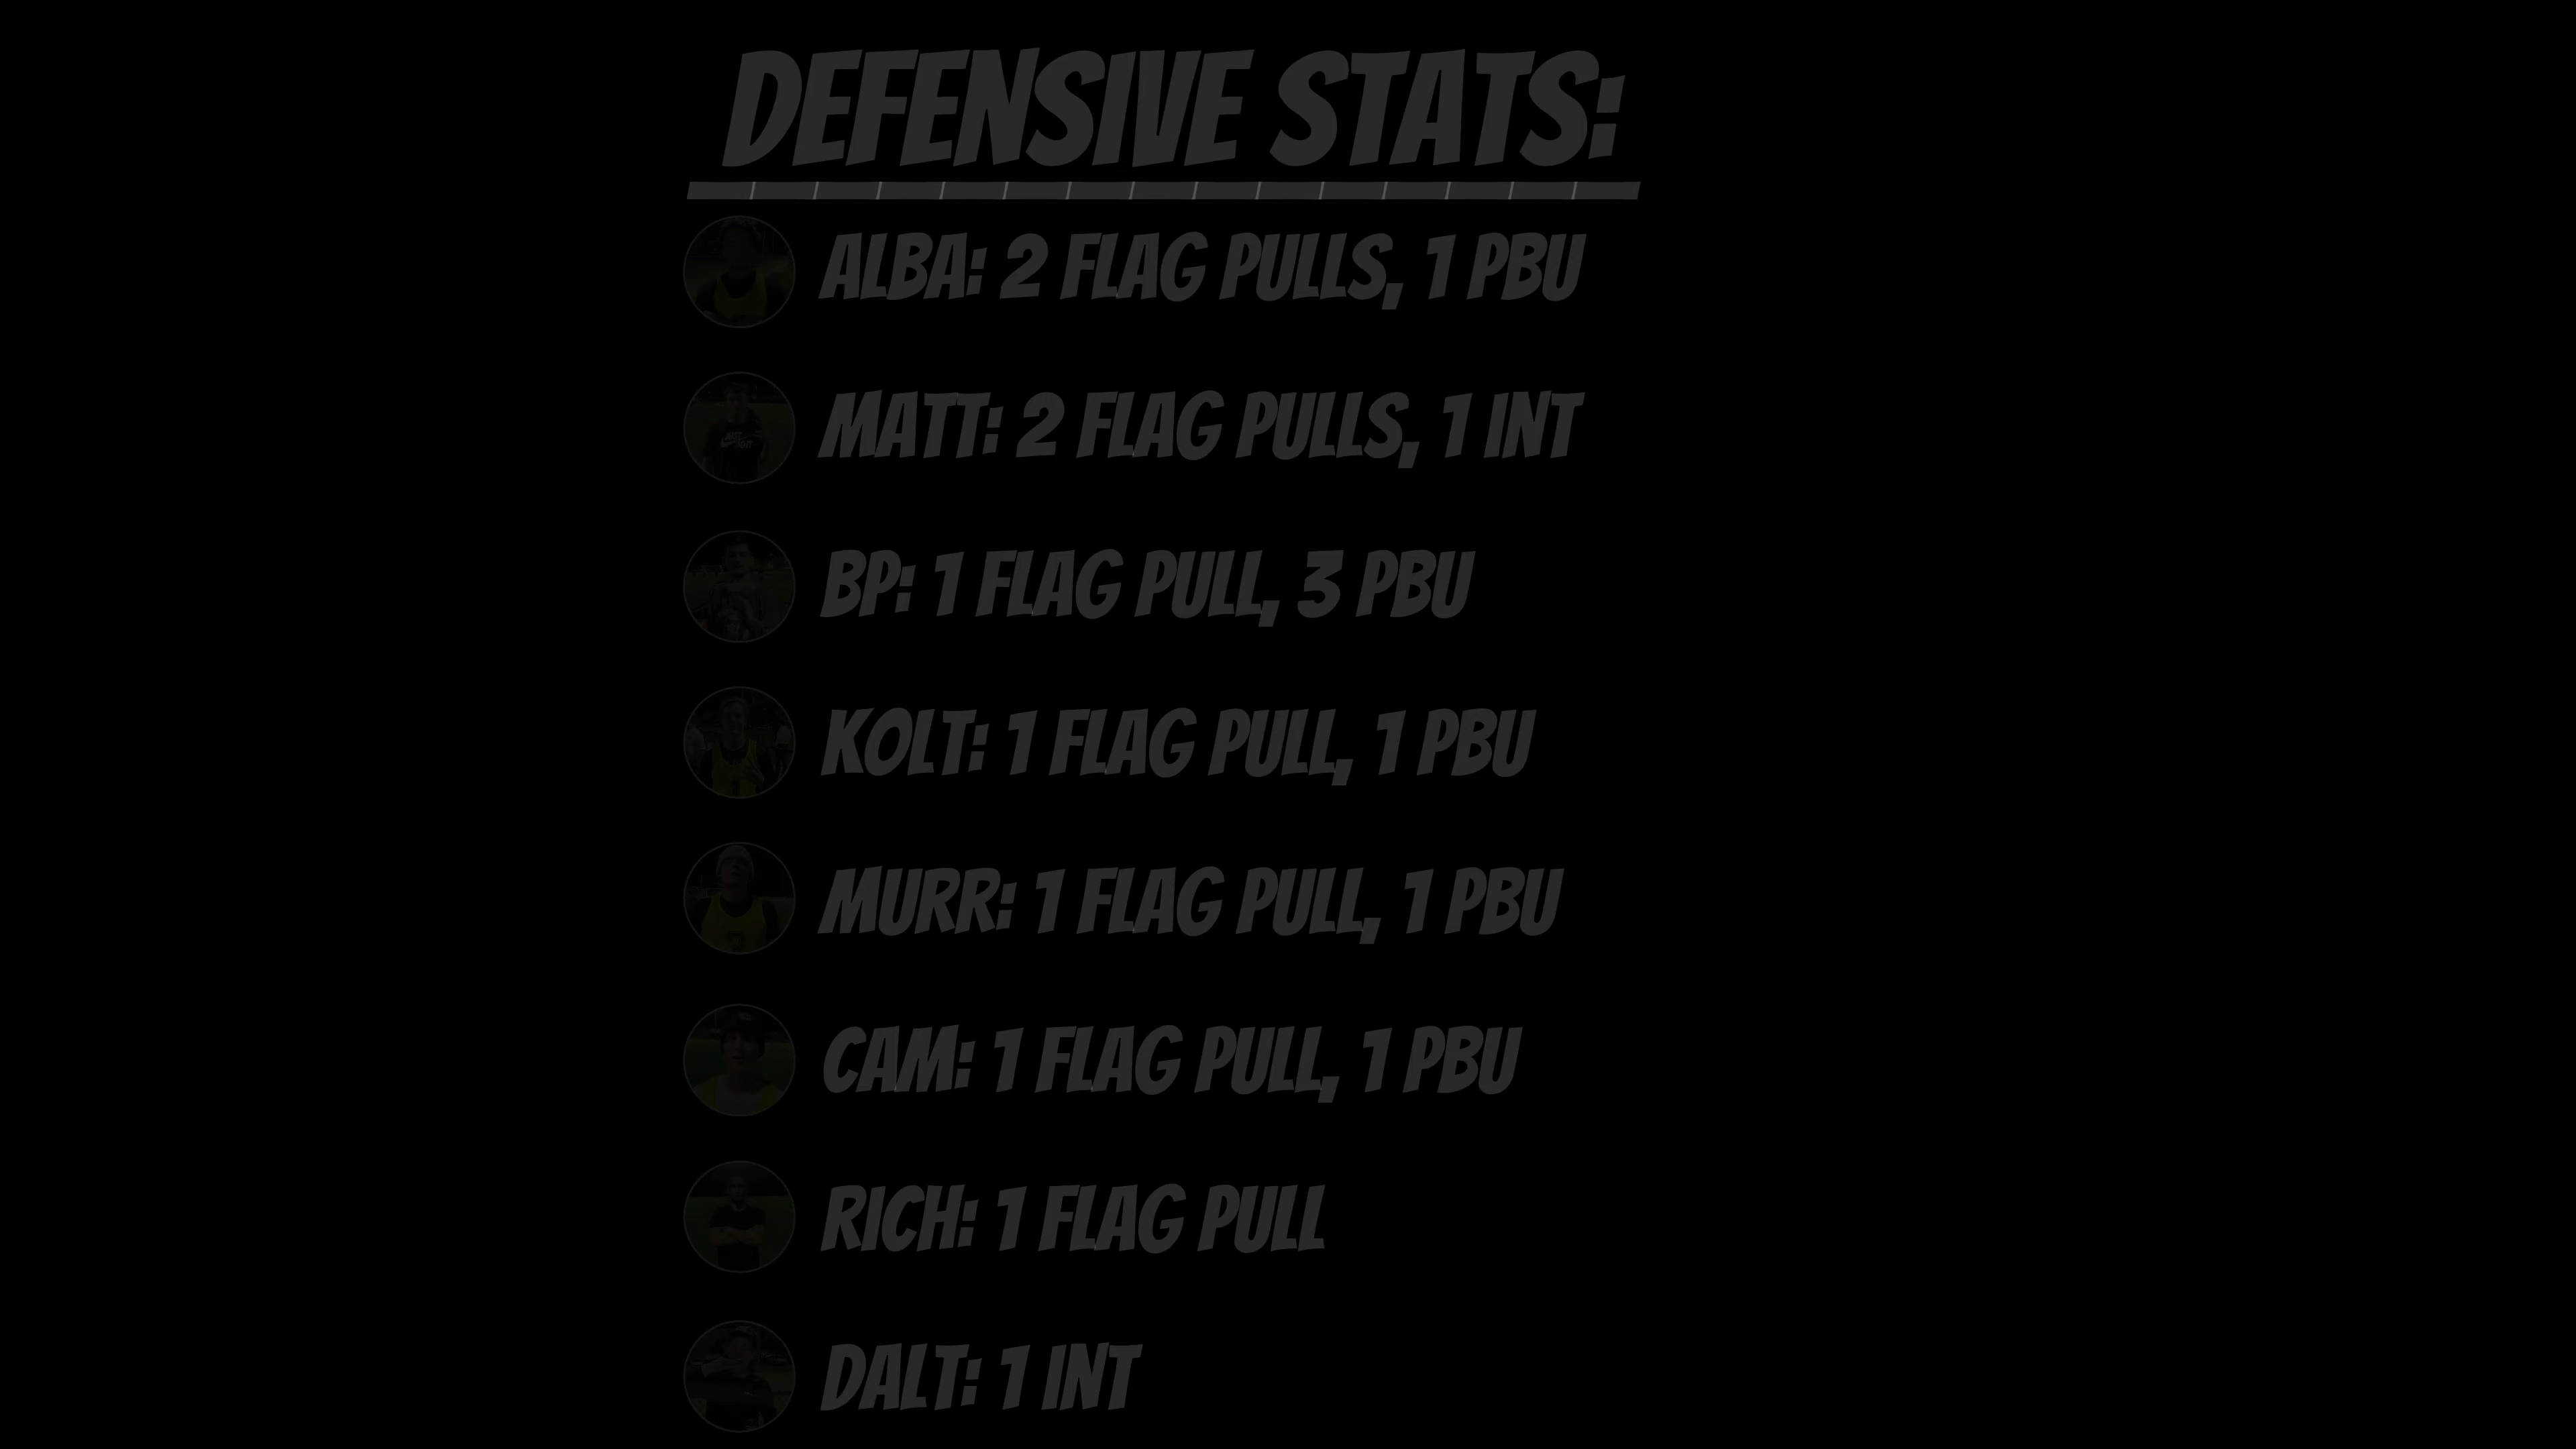 DEFENSIVE STATS:
ALBA: 2 FLAG PULLS, 1 PBU
MATT: 2 FLAG PULLS, 1 INT
BP: 1 FLAG PULL, 3 PBU
KOLT: 1 FLAG PULL, 1 PBU
MURR: 1 FLAG PULL, 1 PBU
CAM: 1 FLAG PULL, 1 PBU
RICH: 1 FLAG PULL
DALT: 1 INT